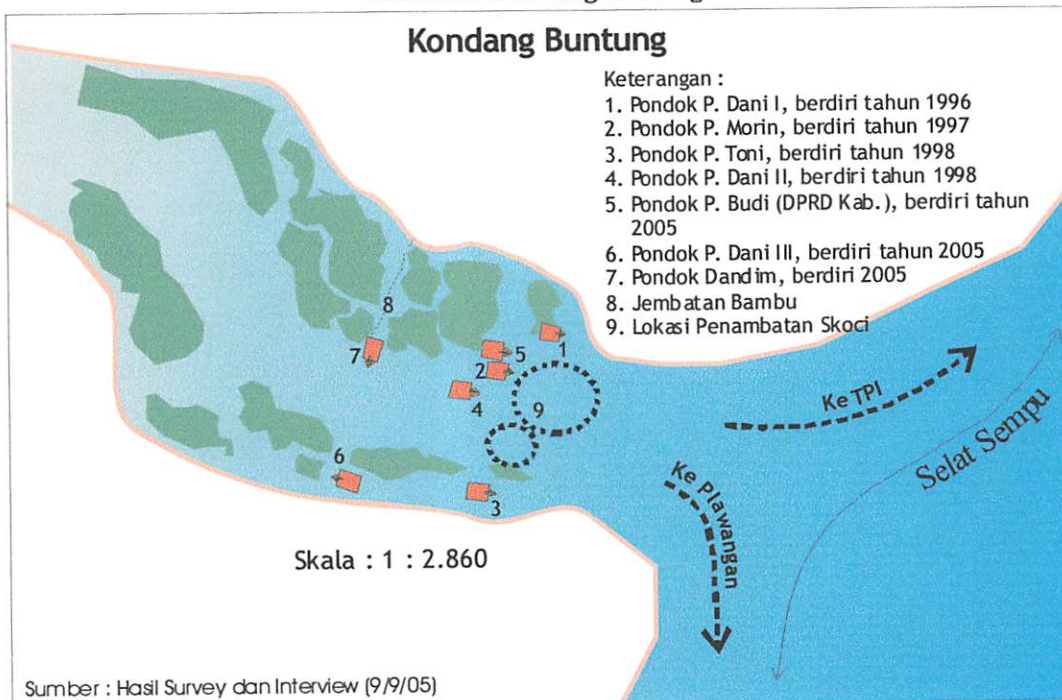 Kondang Buntung
Keterangan :
1. Pondok P. Dani I, berdiri tahun 1996
2. Pondok P. Morin, berdiri tahun 1997
3. Pondok P. Toni, berdiri tahun 1998
4. Pondok P. Dani II, berdiri tahun 1998
5. Pondok P. Budi (DPRD Kab.), berdiri tahun
2005
6. Pondok P. Dani III, berdiri tahun 2005
7. Pondok Dandim, berdiri 2005
8. Jembatan Bambu
9. Lokasi Penambatan Skoci
8
1
7
5
2
4
9
6
3
Ke TPI
Selat Sempu
Ke Plawangan
Skala : 1 : 2.860
Sumber : Hasil Survey dan Interview (9/9/05)